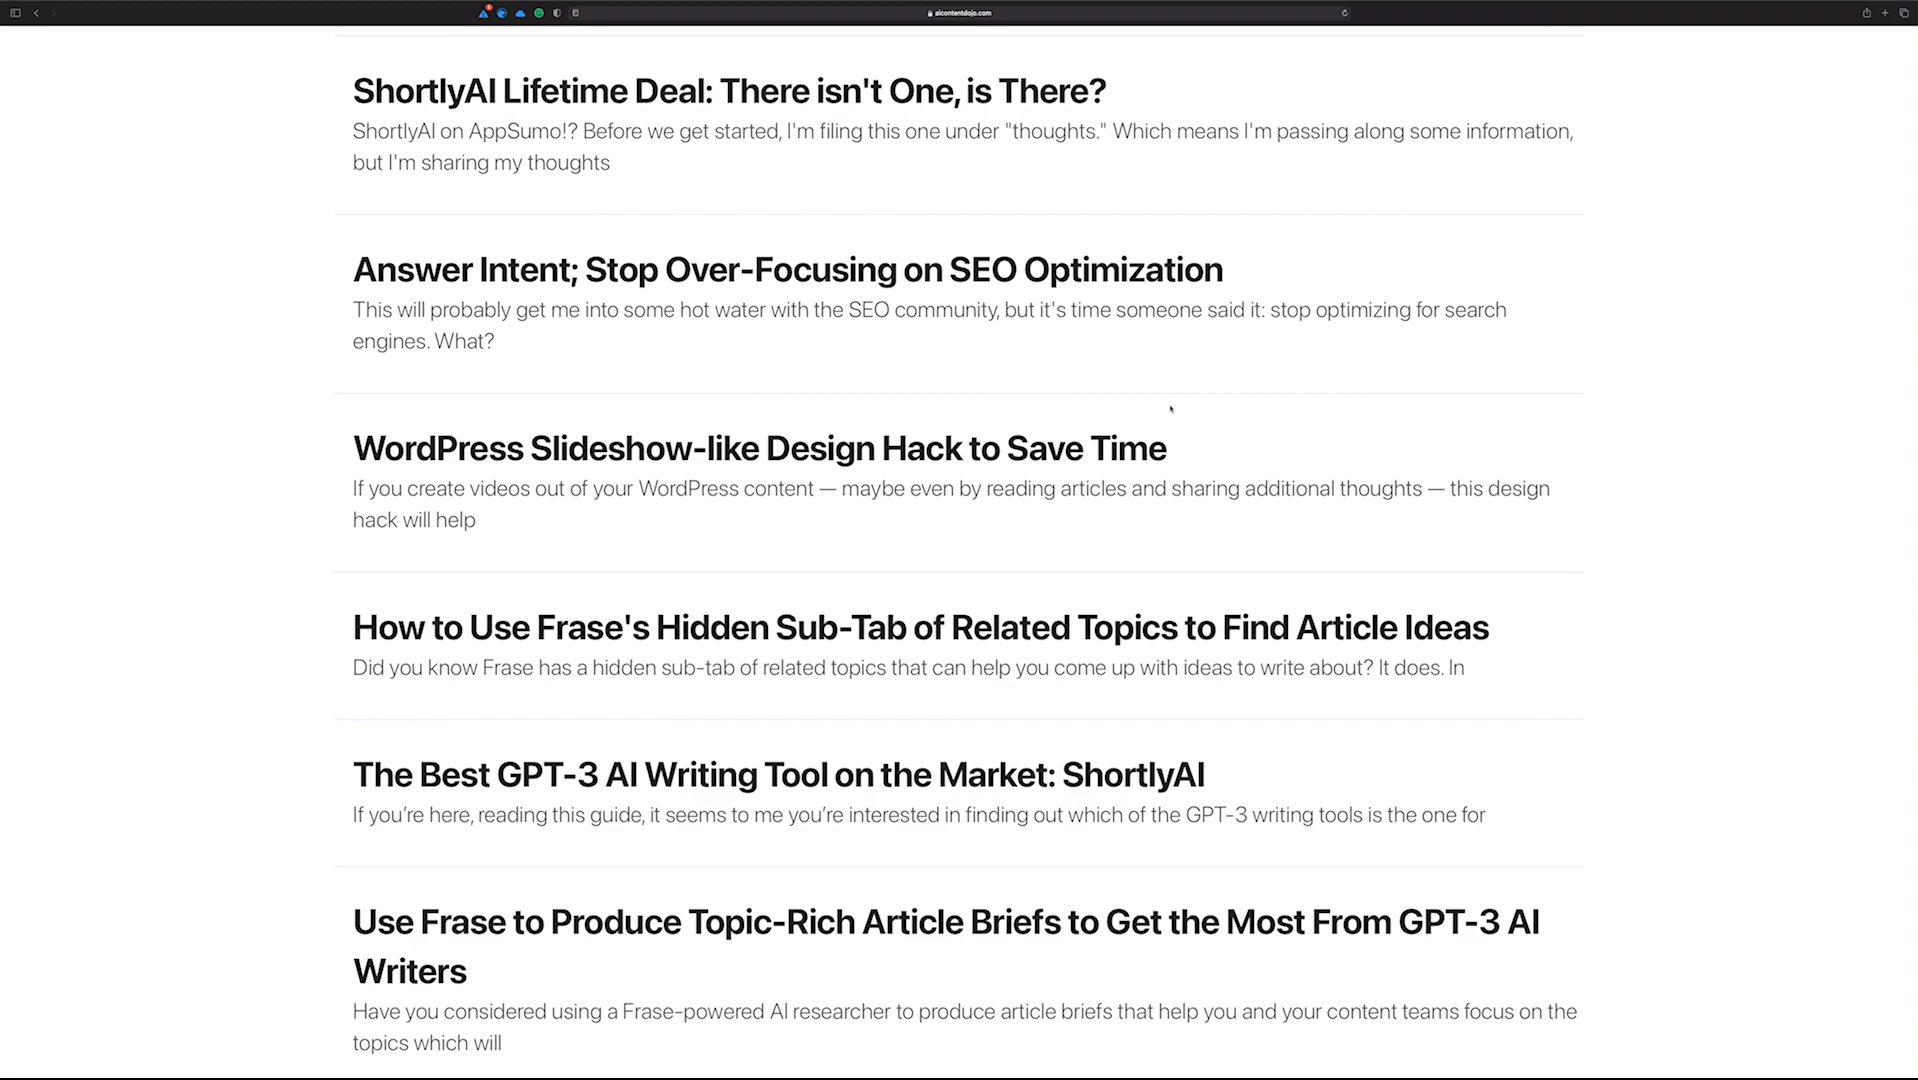 aicontentdojo.com
ShortlyAI Lifetime Deal: There isn't One, is There?
ShortlyAI on AppSumo!? Before we get started, I'm filing this one under "thoughts." Which means I'm passing along some information,
but I'm sharing my thoughts
Answer Intent; Stop Over-Focusing on SEO Optimization
This will probably get me into some hot water with the SEO community, but it's time someone said it: stop optimizing for search
engines. What?
WordPress Slideshow-like Design Hack to Save Time
If you create videos out of your WordPress content — maybe even by reading articles and sharing additional thoughts — this design
hack will help
How to Use Frase's Hidden Sub-Tab of Related Topics to Find Article Ideas
Did you know Frase has a hidden sub-tab of related topics that can help you come up with ideas to write about? It does. In
The Best GPT-3 AI Writing Tool on the Market: ShortlyAI
If you’re here, reading this guide, it seems to me you’re interested in finding out which of the GPT-3 writing tools is the one for
Use Frase to Produce Topic-Rich Article Briefs to Get the Most From GPT-3 AI
Writers
Have you considered using a Frase-powered AI researcher to produce article briefs that help you and your content teams focus on the
topics which will